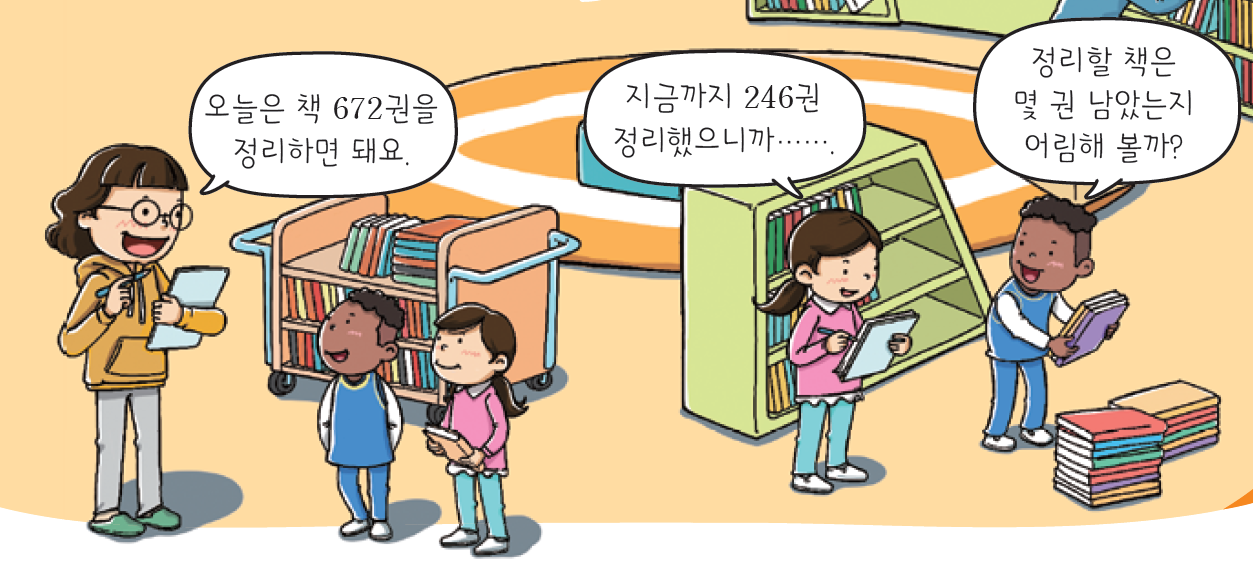 오늘은 책 672권을
정리하면 돼요.
지금까지 246권
정리했으니까…….
정리할 책은
몇 권 남았는지
어림해 볼까?